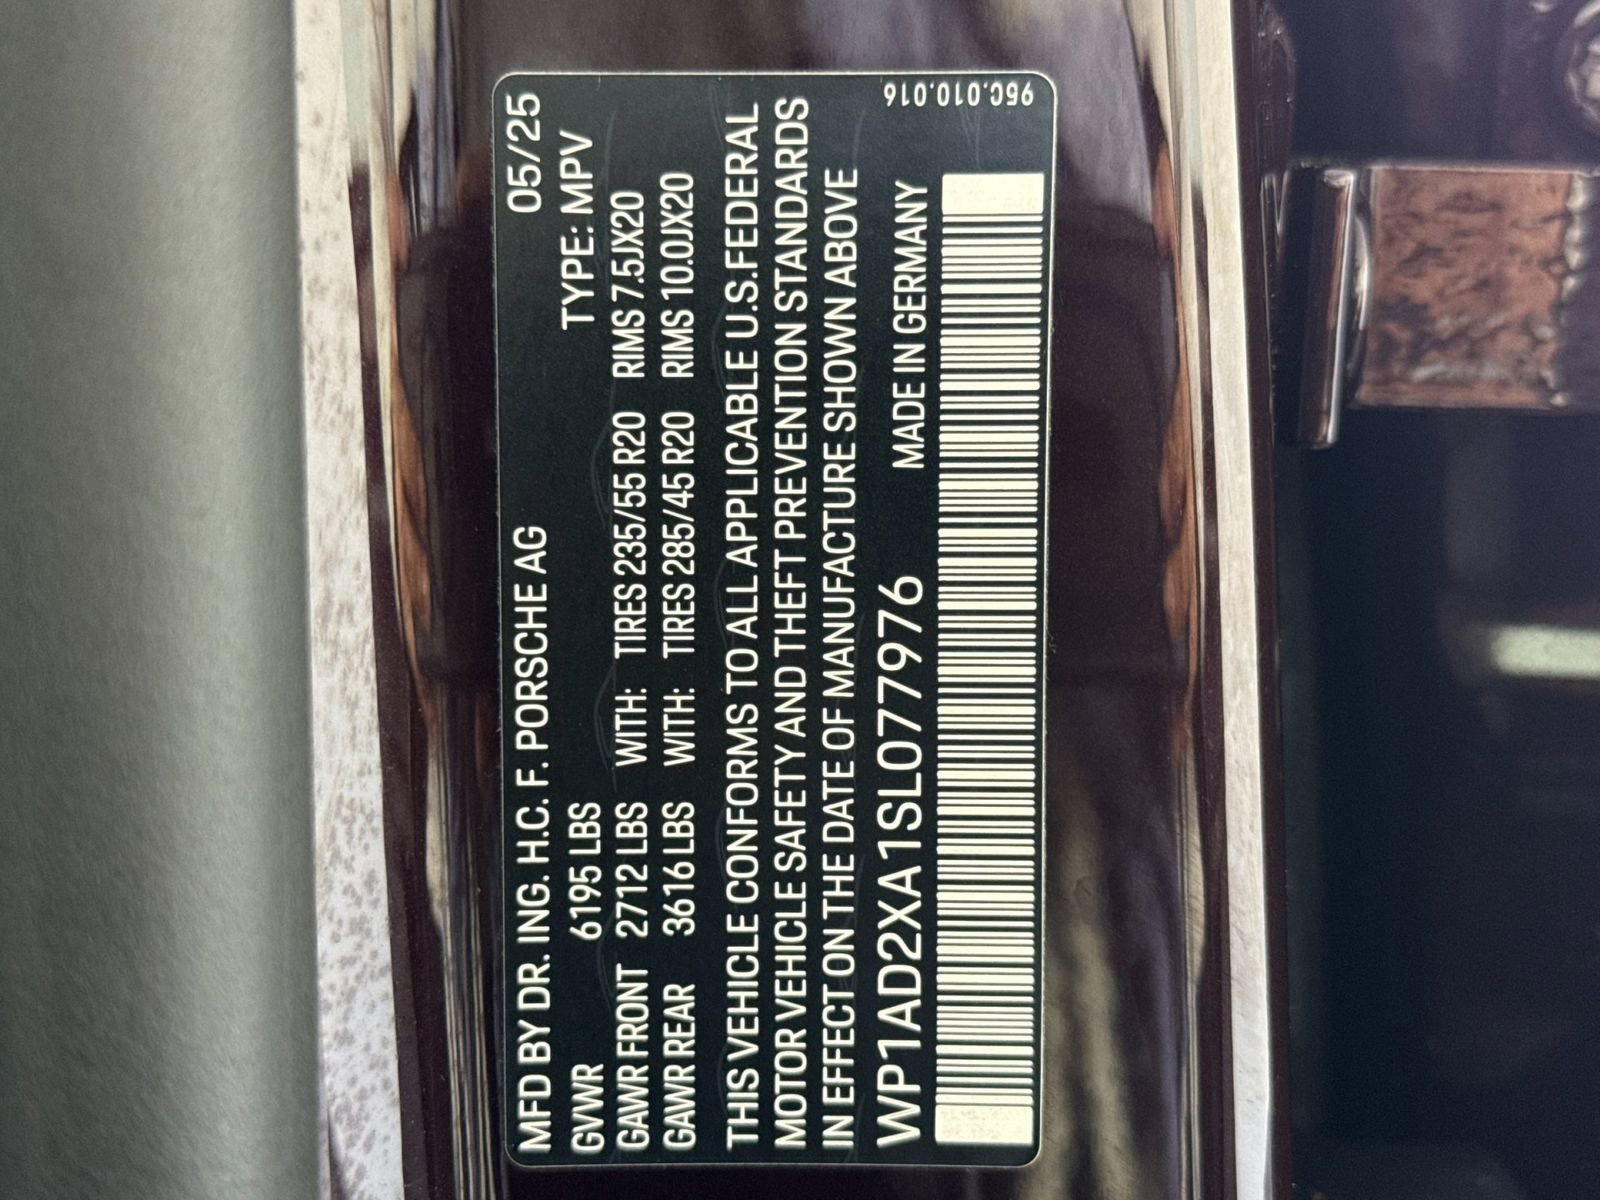 MFD BY DR. ING. H.C. F. PORSCHE AG 05/25
GVWR 6195 LBS TYPE: MPV
GAWR FRONT 2712 LBS WITH: TIRES 235/55 R20 RIMS 7.5JX20
GAWR REAR 3616 LBS WITH: TIRES 285/45 R20 RIMS 10.0JX20
THIS VEHICLE CONFORMS TO ALL APPLICABLE U.S.FEDERAL
MOTOR VEHICLE SAFETY AND THEFT PREVENTION STANDARDS
IN EFFECT ON THE DATE OF MANUFACTURE SHOWN ABOVE
WP1AD2XA1SL077976 MADE IN GERMANY
95C.010.016